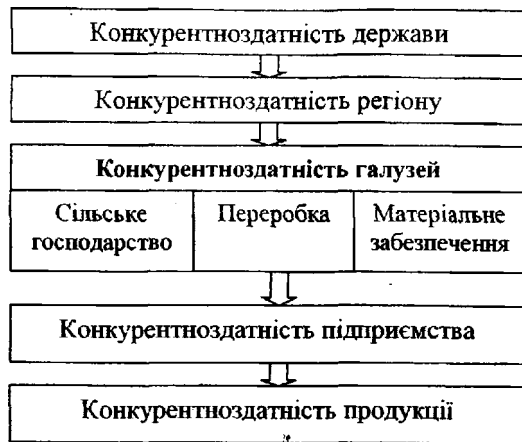 Конкурентноздатність держави
Конкурентноздатність регіону
Конкурентноздатність галузей
Сільське господарство
Переробка
Матеріальне забезпечення
Конкурентноздатність підприємства
Конкурентноздатність продукції